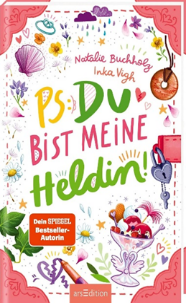 Natalie Buchholz
Inka Vigh
PS: DU
BIST MEINE
Heldin!
Dein SPIEGEL
Bestseller-
Autorin
arsEdition